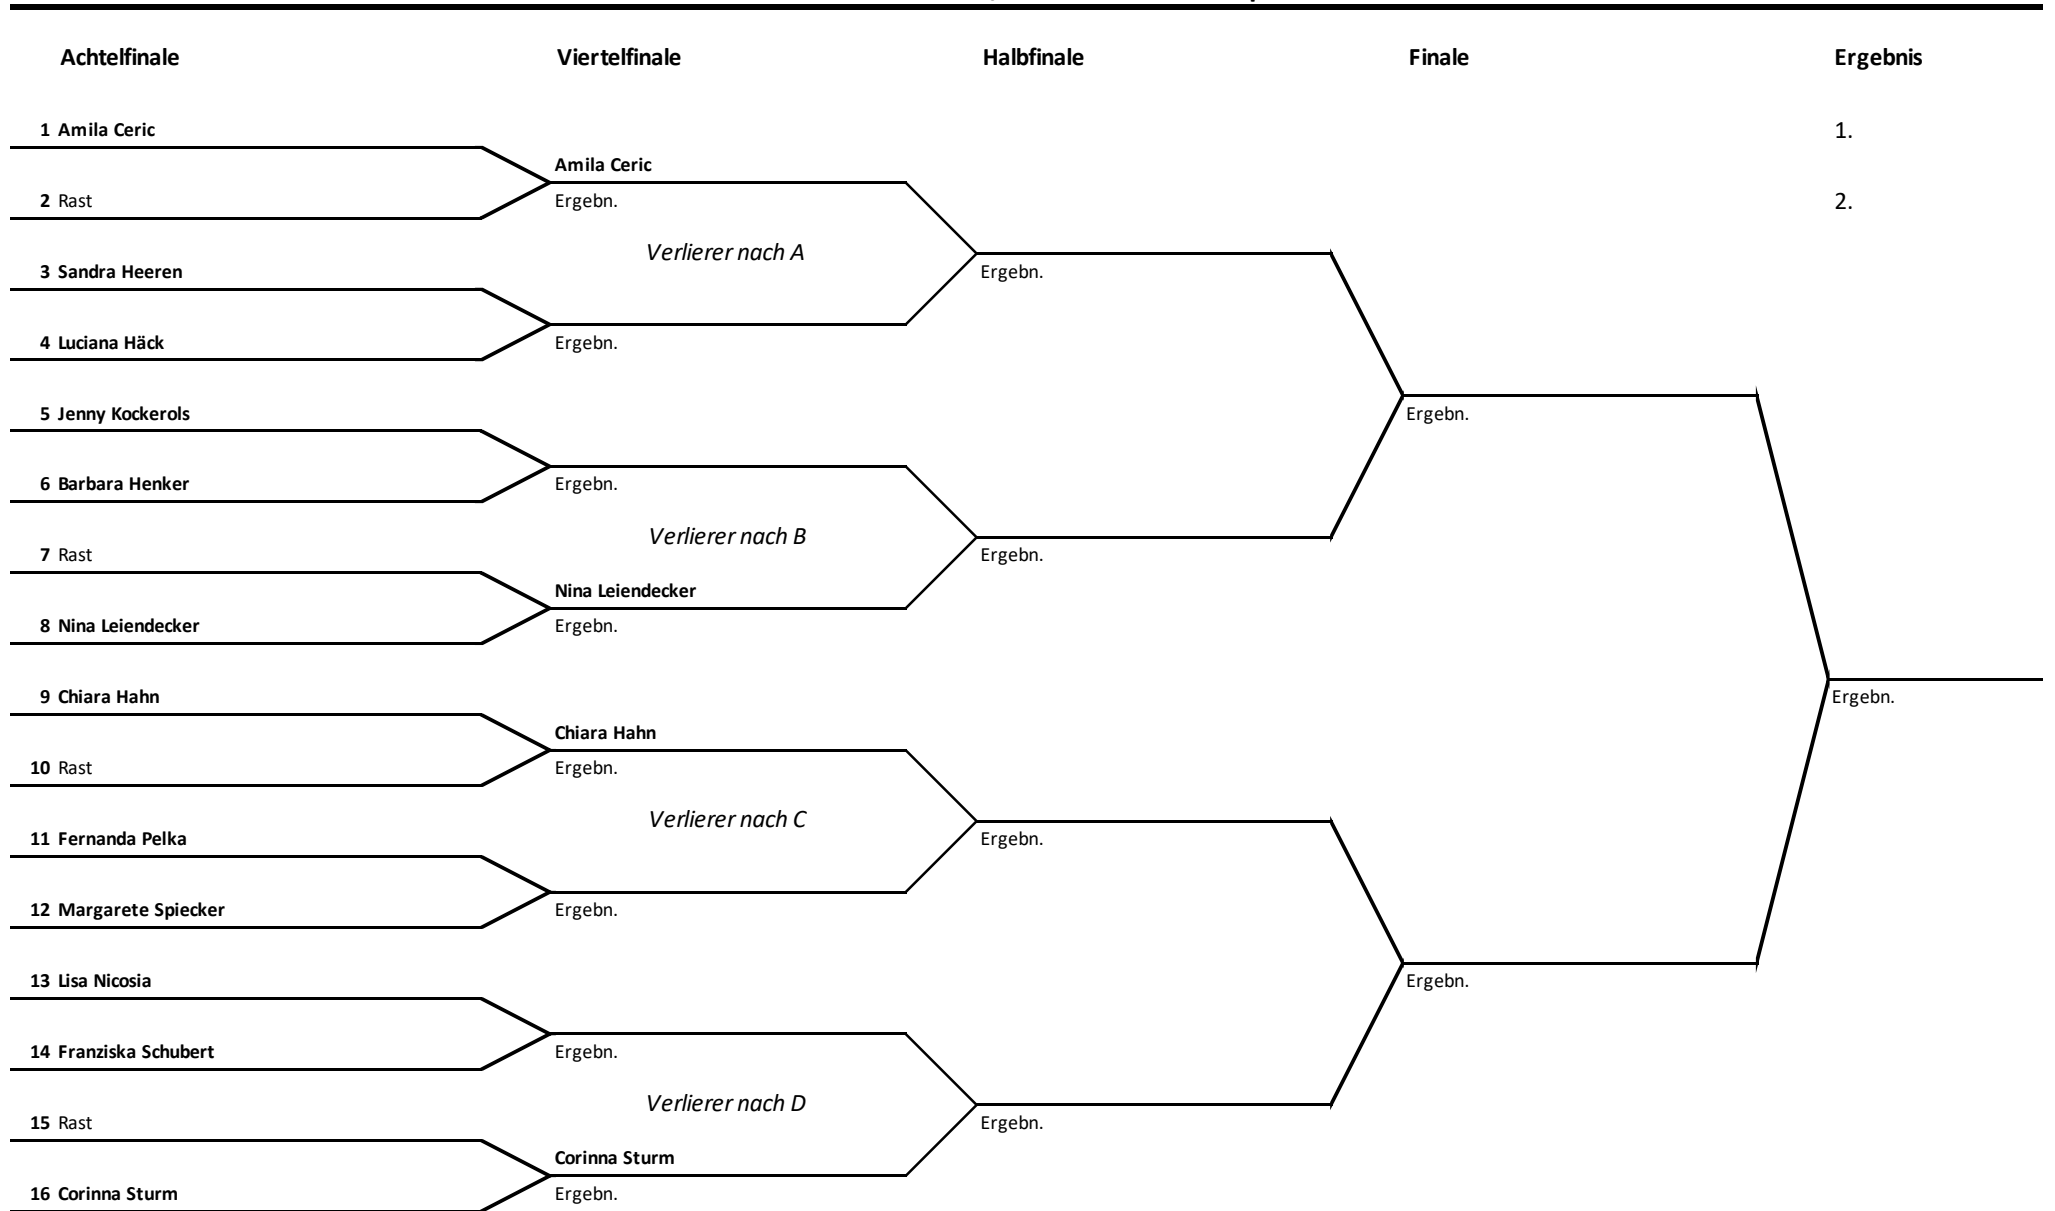 Achtelfinale Viertelfinale Halbfinale Finale Ergebnis
1 Amila Ceric 1.
Amila Ceric
2 Rast Ergebn. 2.
Verlierer nach A
3 Sandra Heeren Ergebn.
4 Luciana Häck Ergebn.
5 Jenny Kockerols Ergebn.
6 Barbara Henker Ergebn.
Verlierer nach B
7 Rast Ergebn.
Nina Leiendecker
8 Nina Leiendecker Ergebn.
9 Chiara Hahn Ergebn.
Chiara Hahn
10 Rast Ergebn.
Verlierer nach C
11 Fernanda Pelka Ergebn.
12 Margarete Spiecker Ergebn.
13 Lisa Nicosia Ergebn.
14 Franziska Schubert Ergebn.
Verlierer nach D
15 Rast Ergebn.
Corinna Sturm
16 Corinna Sturm Ergebn.